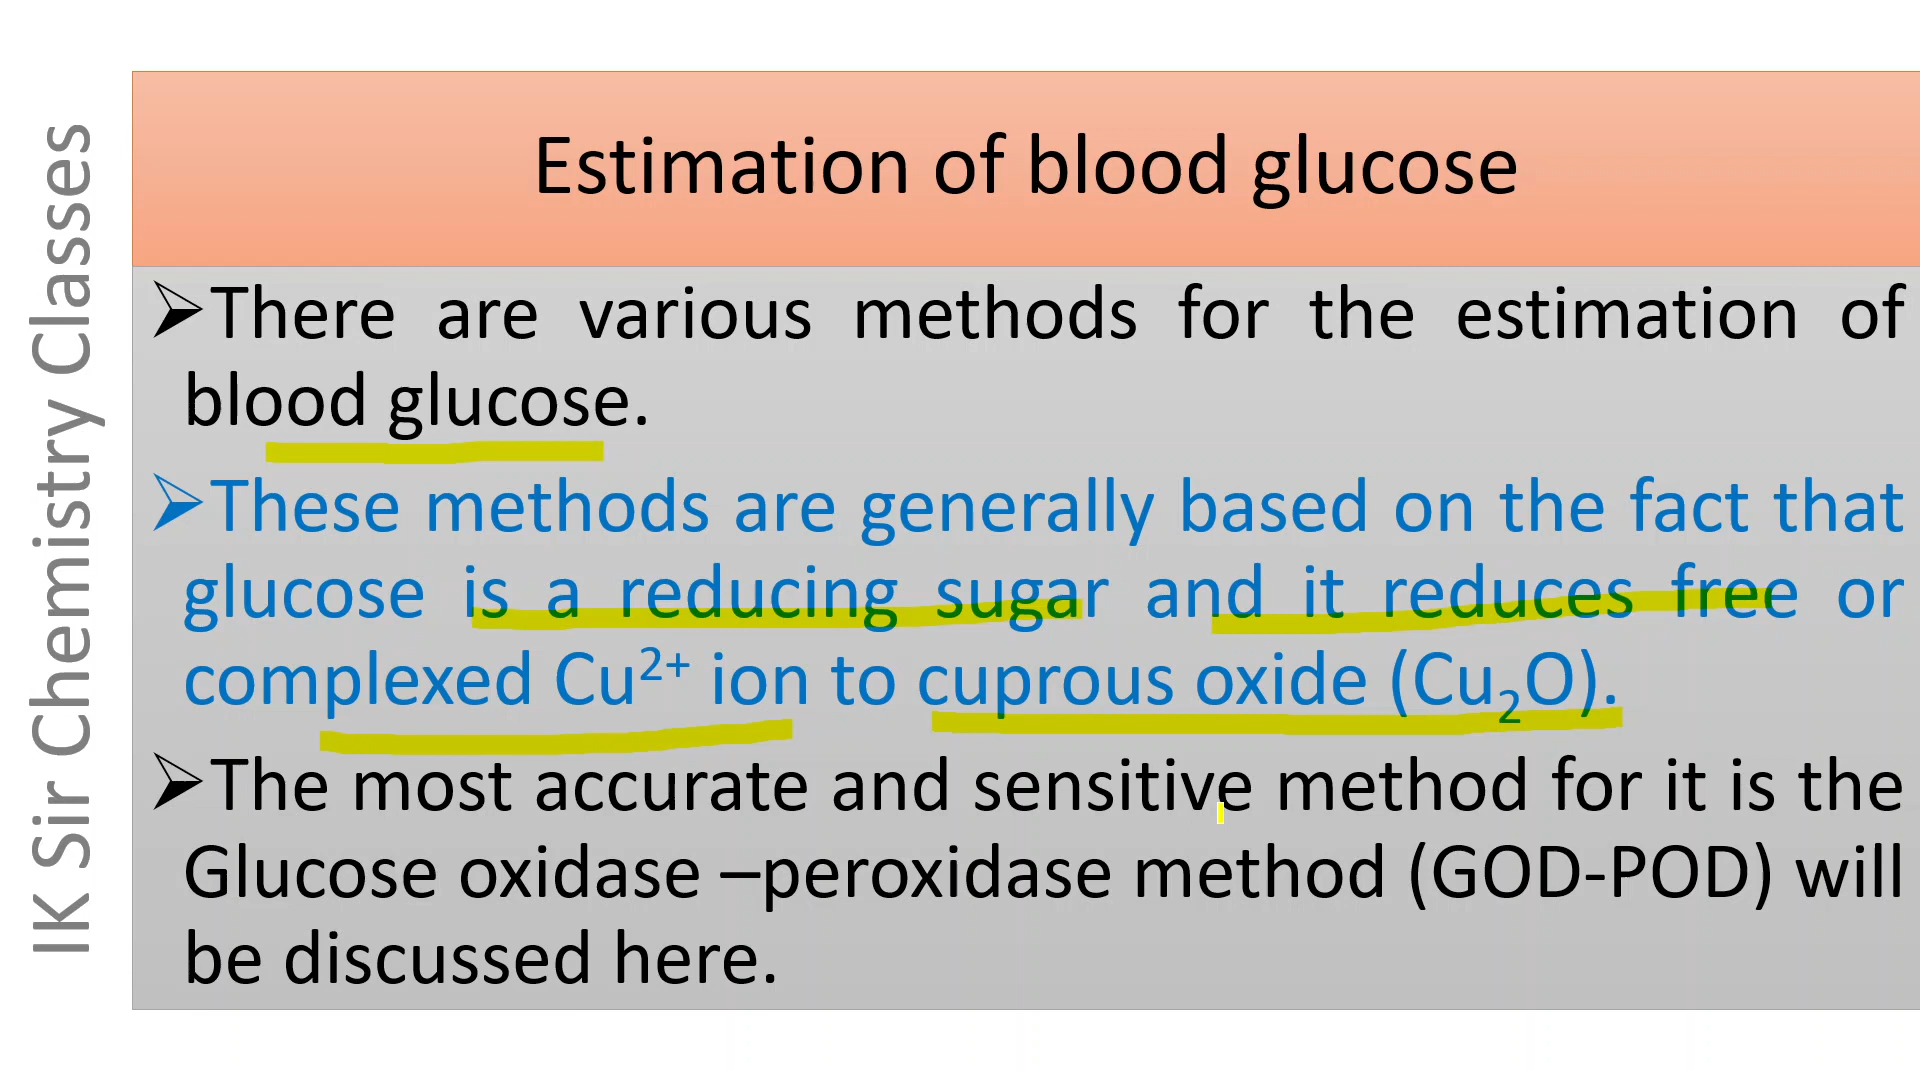 IK Sir Chemistry Classes
Estimation of blood glucose
➢There are various methods for the estimation of
blood glucose.
➢These methods are generally based on the fact that
glucose is a reducing sugar and it reduces free or
complexed Cu²⁺ ion to cuprous oxide (Cu₂O).
➢The most accurate and sensitive method for it is the
Glucose oxidase –peroxidase method (GOD-POD) will
be discussed here.